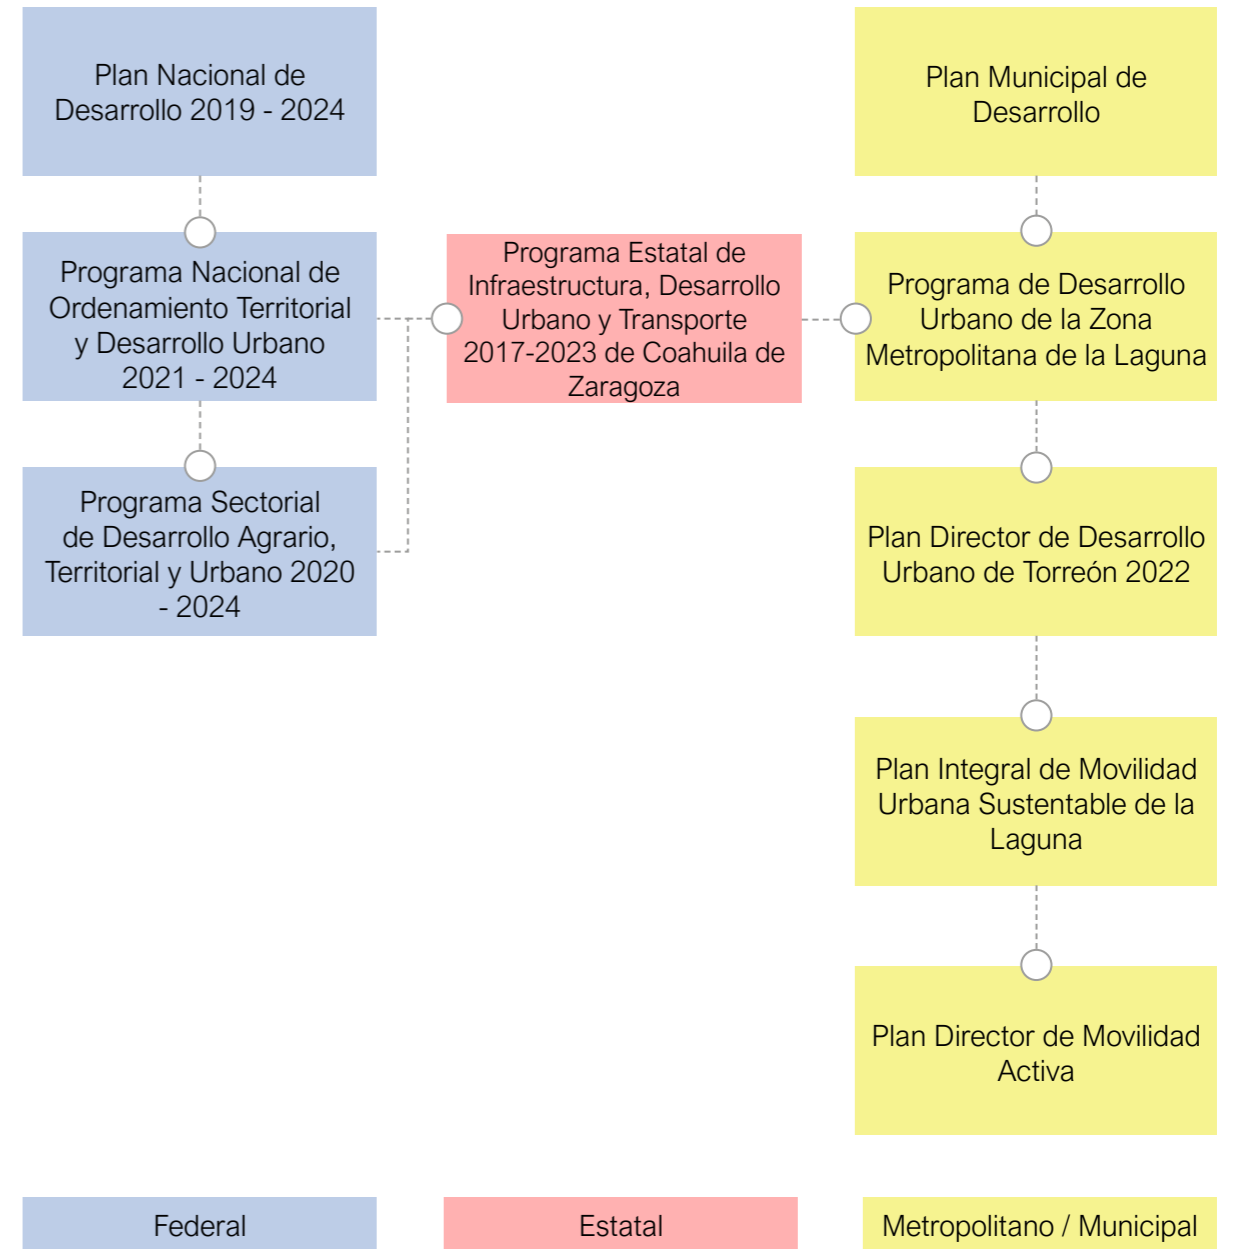 Plan Nacional de
Desarrollo 2019 - 2024
Programa Nacional de
Ordenamiento Territorial
y Desarrollo Urbano
2021 - 2024
Programa Sectorial
de Desarrollo Agrario,
Territorial y Urbano 2020
- 2024
Programa Estatal de
Infraestructura, Desarrollo
Urbano y Transporte
2017-2023 de Coahuila de
Zaragoza
Plan Municipal de
Desarrollo
Programa de Desarrollo
Urbano de la Zona
Metropolitana de la Laguna
Plan Director de Desarrollo
Urbano de Torreón 2022
Plan Integral de Movilidad
Urbana Sustentable de la
Laguna
Plan Director de Movilidad
Activa
Federal
Estatal
Metropolitano / Municipal